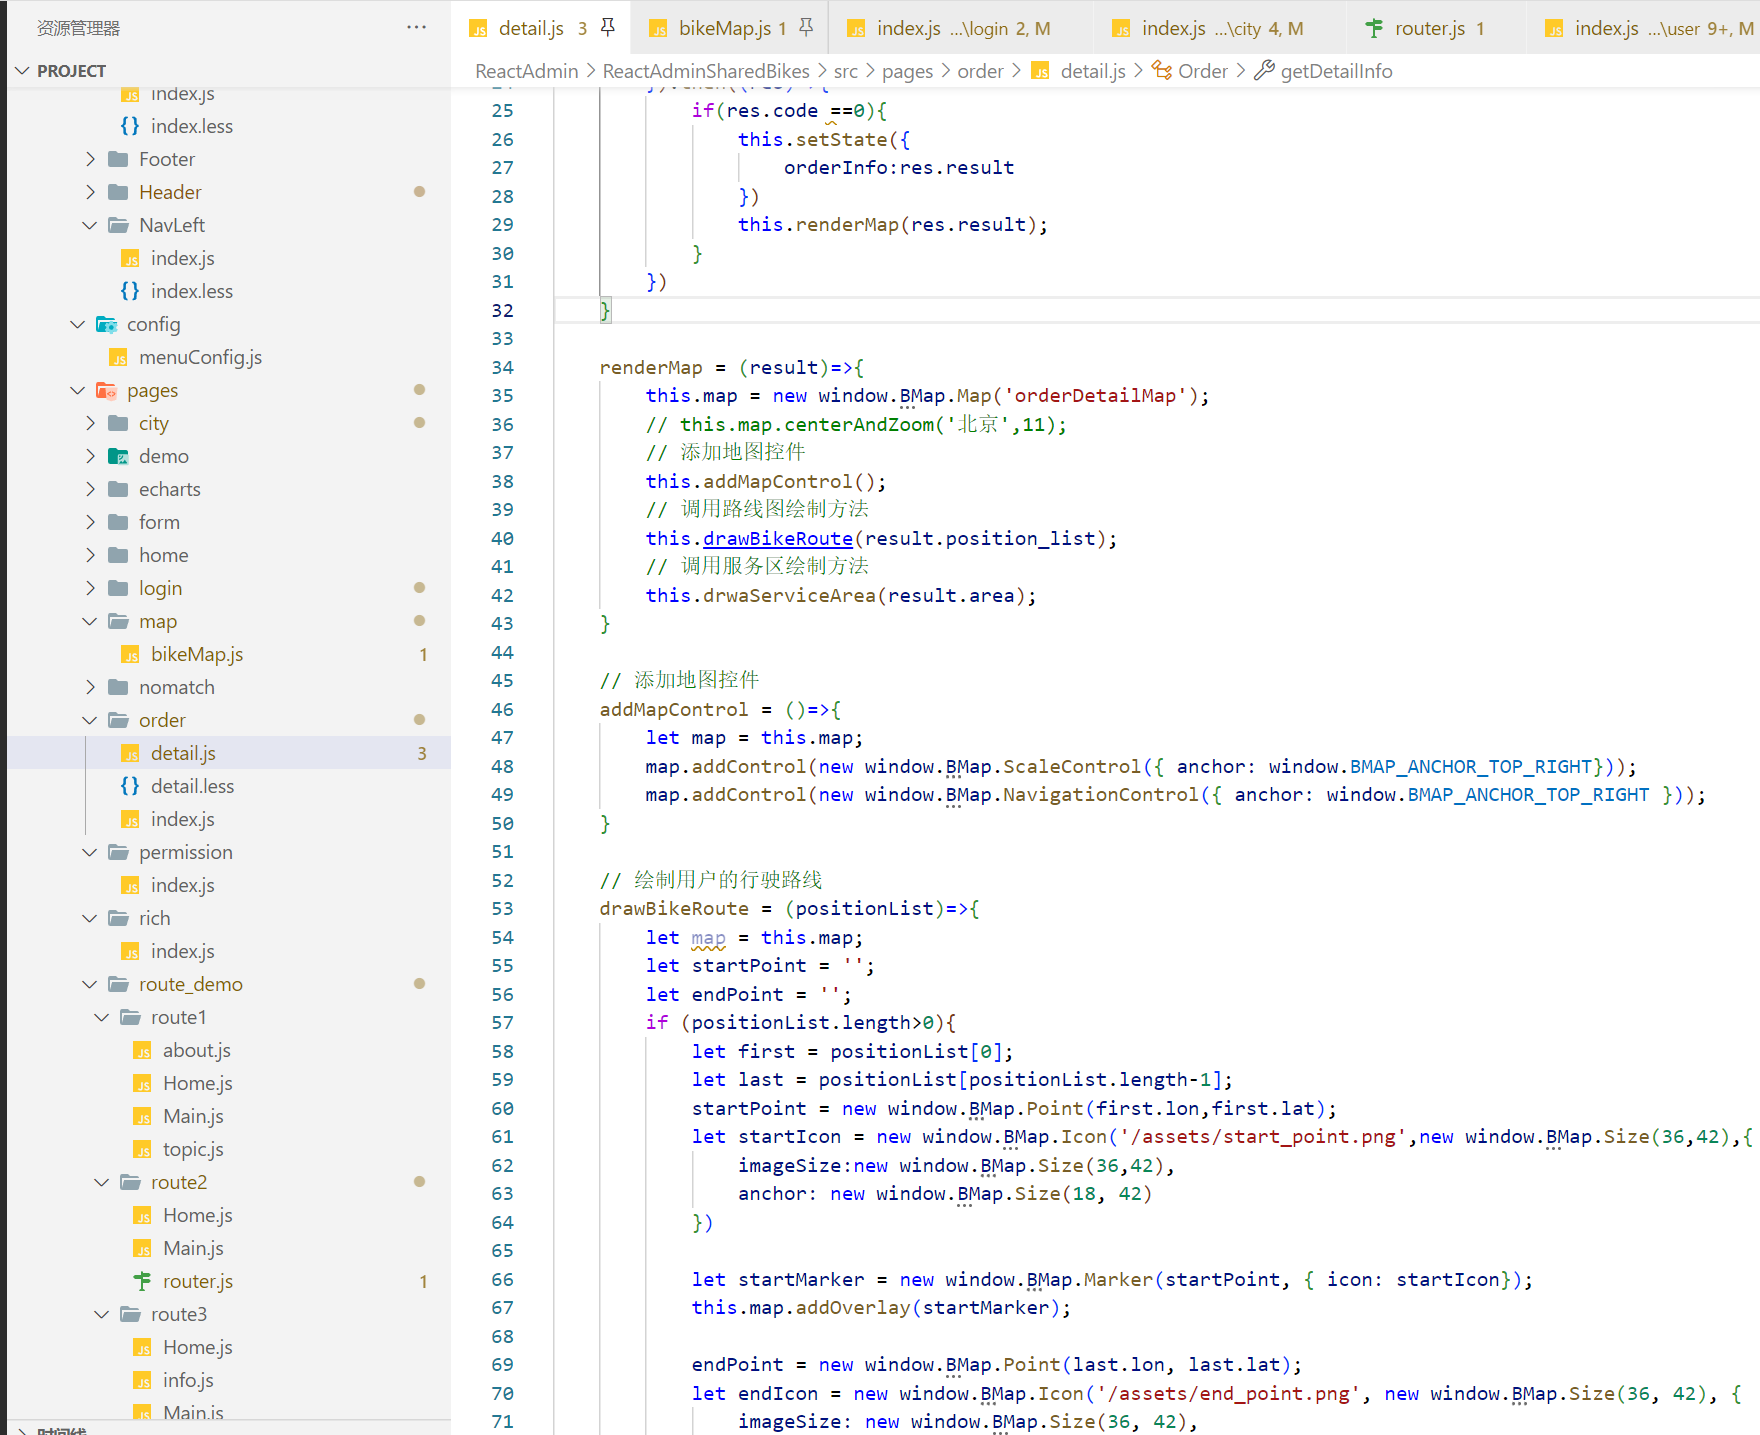 资源管理器
PROJECT
index.js
index.less
Footer
Header
NavLeft
index.js
index.less
config
menuConfig.js
pages
city
demo
echarts
form
home
login
map
bikeMap.js 1
nomatch
order
detail.js 3
detail.less
index.js
permission
index.js
rich
index.js
route_demo
route1
about.js
Home.js
Main.js
topic.js
route2
Home.js
Main.js
router.js 1
route3
Home.js
info.js
Main.js
时间线
detail.js 3
bikeMap.js 1
index.js ...\login 2, M
index.js ...\city 4, M
router.js 1
index.js ...\user 9+, M
ReactAdmin > ReactAdminSharedBikes > src > pages > order > detail.js > Order > getDetailInfo
24 }).then((res)=>{
25 if(res.code ==0){
26 this.setState({
27 orderInfo:res.result
28 })
29 this.renderMap(res.result);
30 }
31 })
32 }
33
34 renderMap = (result)=>{
35 this.map = new window.BMap.Map('orderDetailMap');
36 // this.map.centerAndZoom('北京',11);
37 // 添加地图控件
38 this.addMapControl();
39 // 调用路线图绘制方法
40 this.drawBikeRoute(result.position_list);
41 // 调用服务区绘制方法
42 this.drwaServiceArea(result.area);
43 }
44
45 // 添加地图控件
46 addMapControl = ()=>{
47 let map = this.map;
48 map.addControl(new window.BMap.ScaleControl({ anchor: window.BMAP_ANCHOR_TOP_RIGHT}));
49 map.addControl(new window.BMap.NavigationControl({ anchor: window.BMAP_ANCHOR_TOP_RIGHT }));
50 }
51
52 // 绘制用户的行驶路线
53 drawBikeRoute = (positionList)=>{
54 let map = this.map;
55 let startPoint = '';
56 let endPoint = '';
57 if (positionList.length>0){
58 let first = positionList[0];
59 let last = positionList[positionList.length-1];
60 startPoint = new window.BMap.Point(first.lon,first.lat);
61 let startIcon = new window.BMap.Icon('/assets/start_point.png',new window.BMap.Size(36,42),{
62 imageSize:new window.BMap.Size(36,42),
63 anchor: new window.BMap.Size(18, 42)
64 })
65
66 let startMarker = new window.BMap.Marker(startPoint, { icon: startIcon});
67 this.map.addOverlay(startMarker);
68
69 endPoint = new window.BMap.Point(last.lon, last.lat);
70 let endIcon = new window.BMap.Icon('/assets/end_point.png', new window.BMap.Size(36, 42), {
71 imageSize: new window.BMap.Size(36, 42),